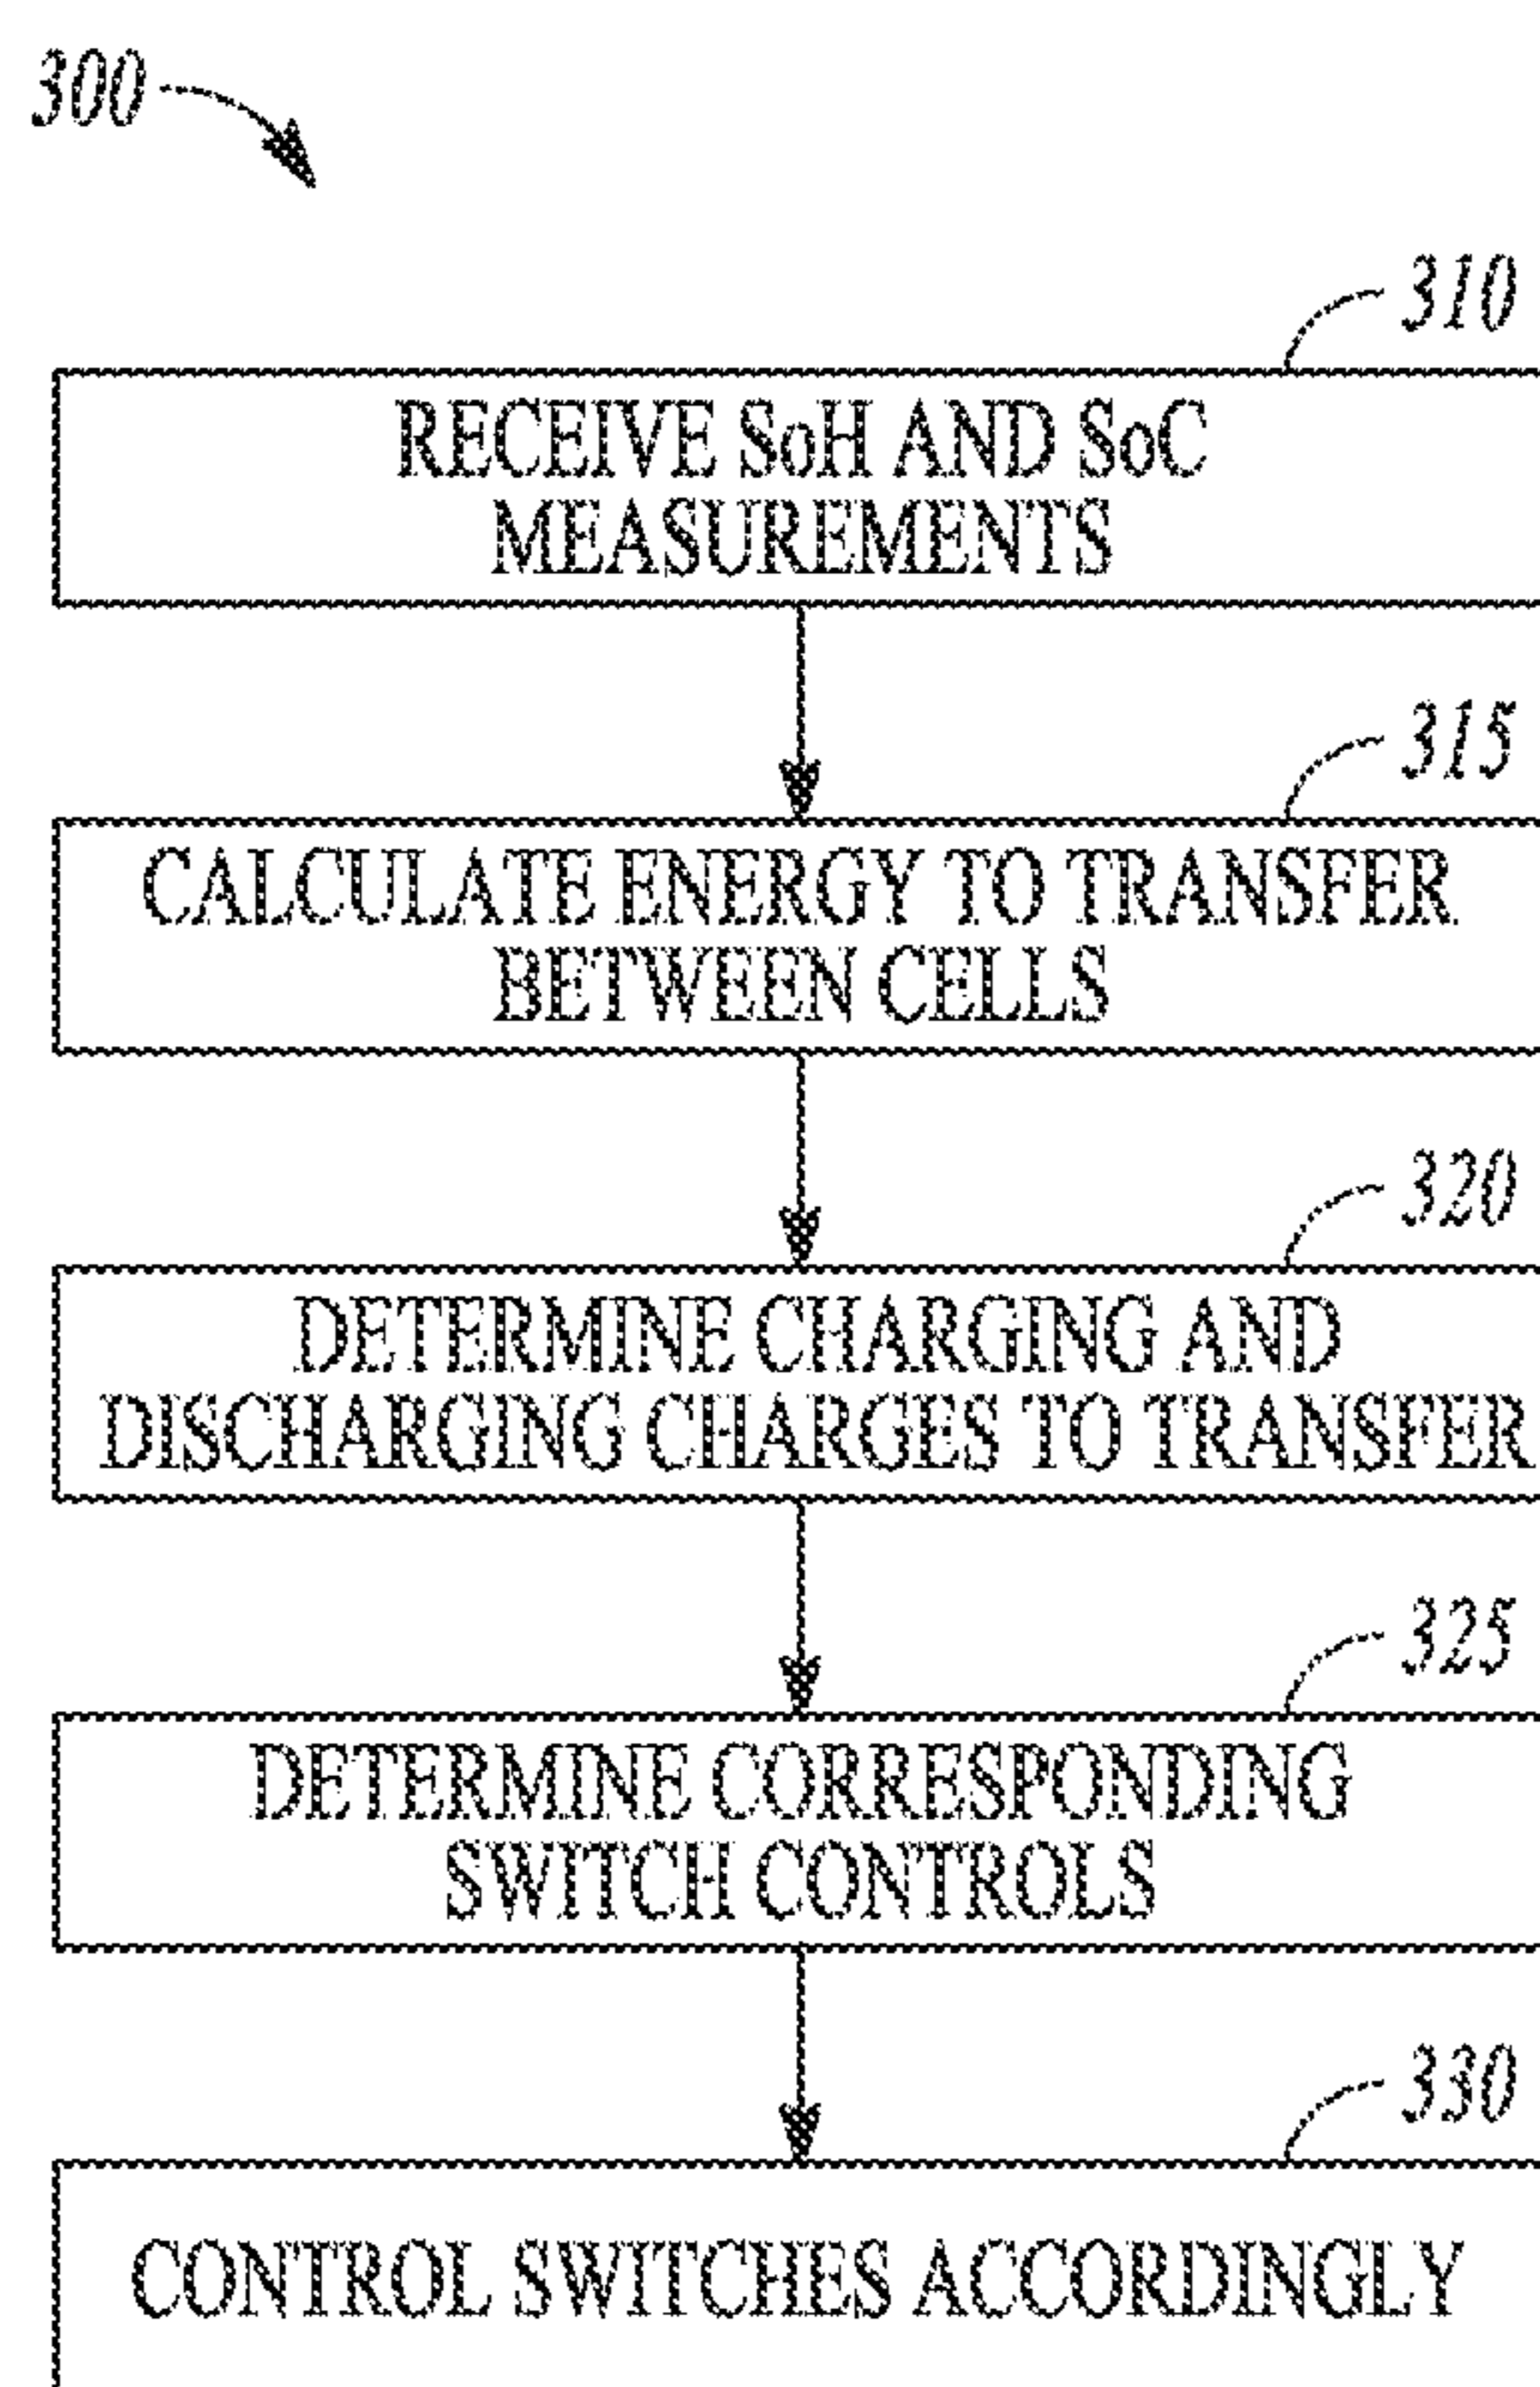 300
310
RECEIVE SoH AND SoC
MEASUREMENTS
315
CALCULATE ENERGY TO TRANSFER
BETWEEN CELLS
320
DETERMINE CHARGING AND
DISCHARGING CHARGES TO TRANSFER
325
DETERMINE CORRESPONDING
SWITCH CONTROLS
330
CONTROL SWITCHES ACCORDINGLY